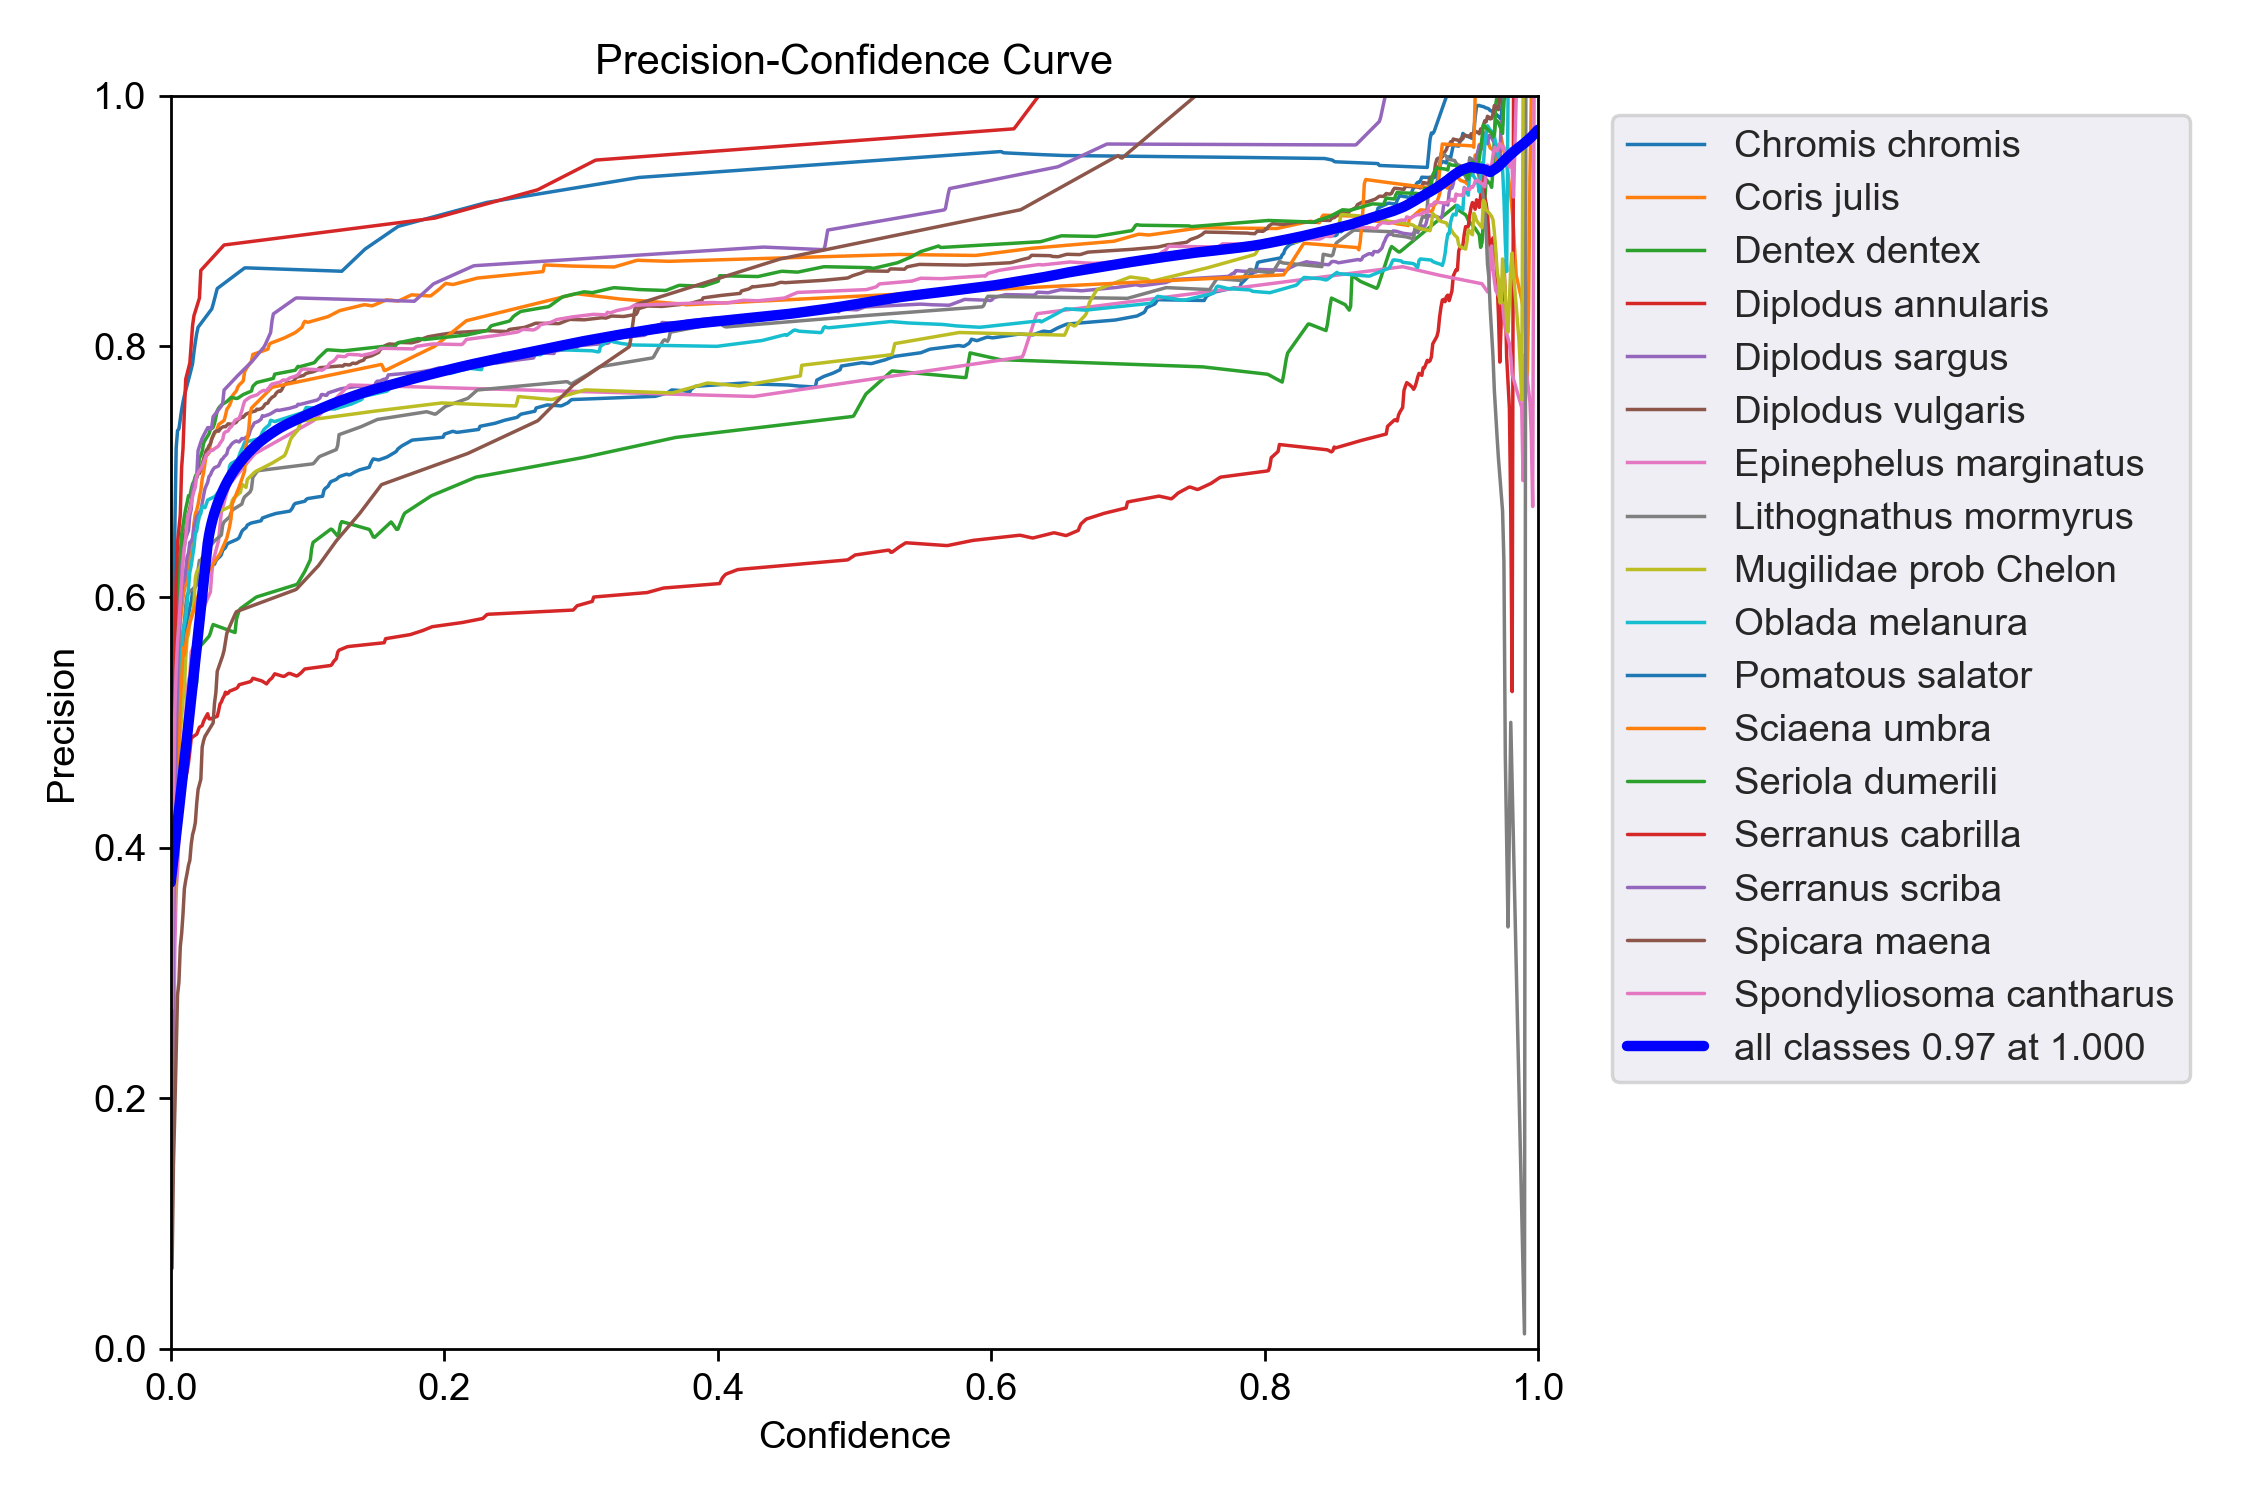 Precision-Confidence Curve
1.0
0.8
0.6
0.4
0.2
0.0
Precision
0.0 0.2 0.4 0.6 0.8 1.0
Confidence
Chromis chromis
Coris julis
Dentex dentex
Diplodus annularis
Diplodus sargus
Diplodus vulgaris
Epinephelus marginatus
Lithognathus mormyrus
Mugilidae prob Chelon
Oblada melanura
Pomatous salator
Sciaena umbra
Seriola dumerili
Serranus cabrilla
Serranus scriba
Spicara maena
Spondyliosoma cantharus
all classes 0.97 at 1.000